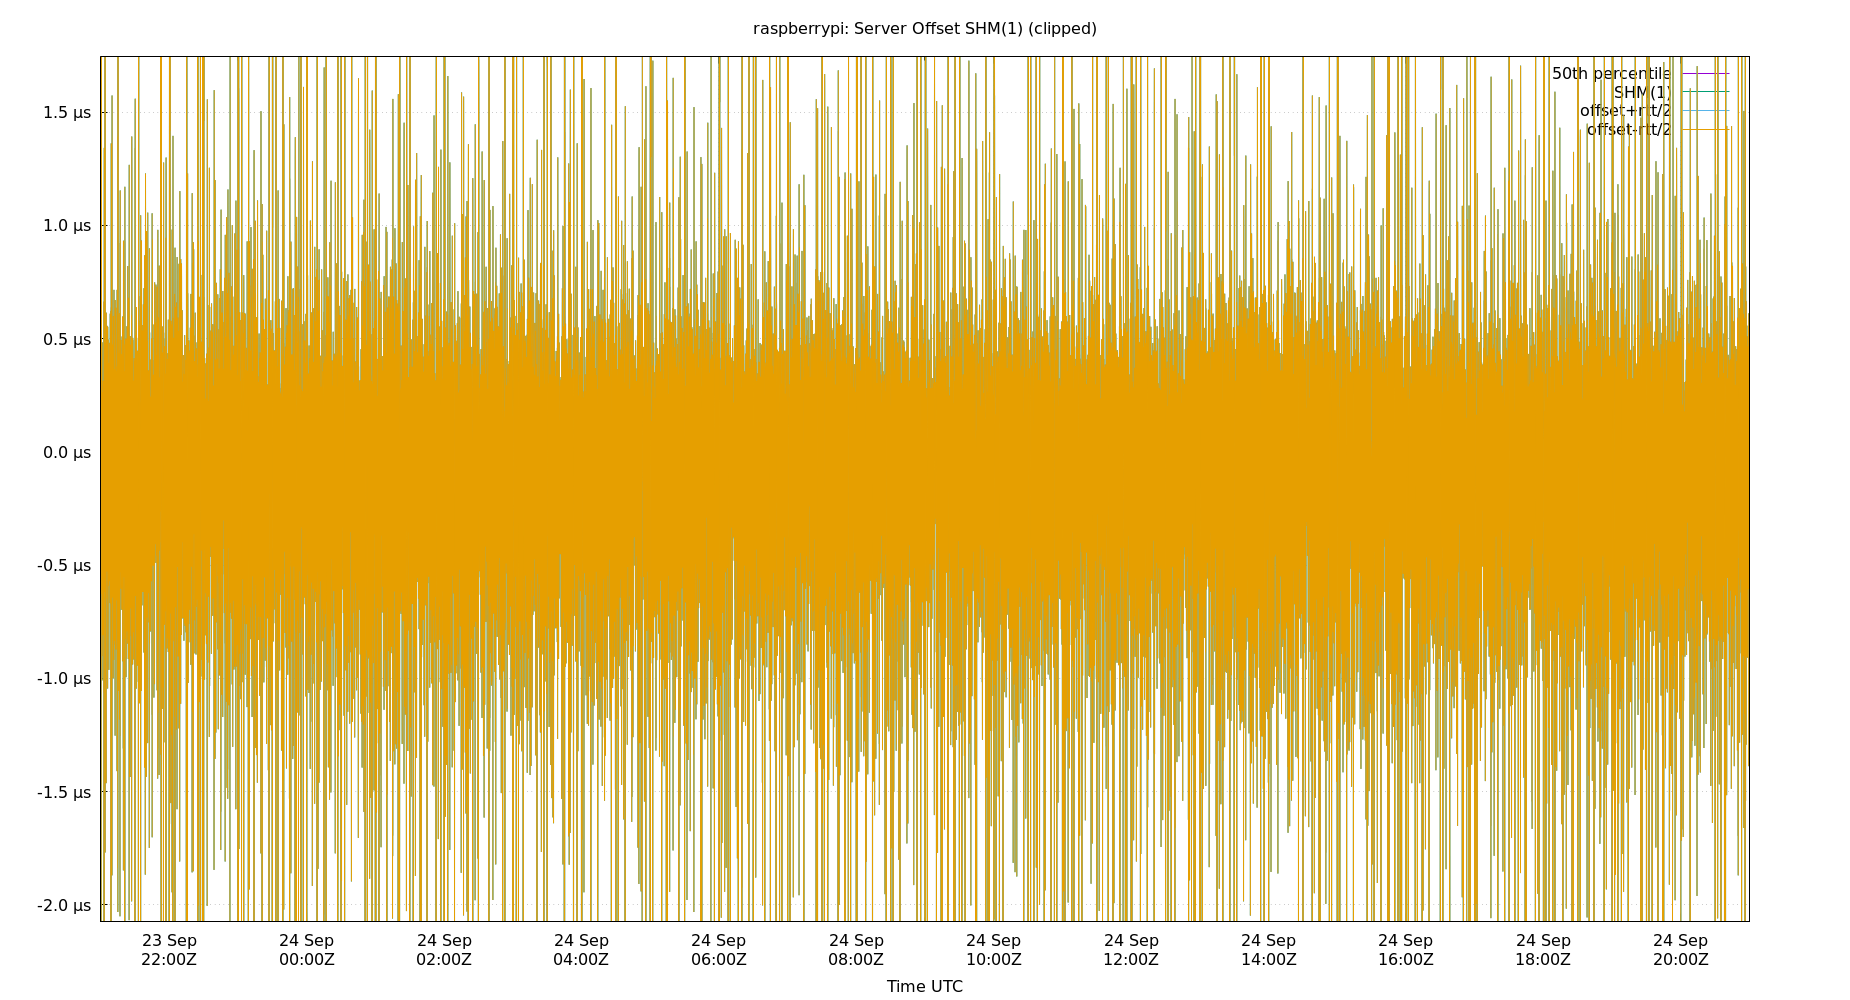 raspberrypi: Server Offset SHM(1) (clipped)
50th percentile
SHM(1)
offset+rtt/2
offset-rtt/2
1.5 µs
1.0 µs
0.5 µs
0.0 µs
-0.5 µs
-1.0 µs
-1.5 µs
-2.0 µs
23 Sep 24 Sep 24 Sep 24 Sep 24 Sep 24 Sep 24 Sep 24 Sep 24 Sep 24 Sep 24 Sep 24 Sep
22:00Z 00:00Z 02:00Z 04:00Z 06:00Z 08:00Z 10:00Z 12:00Z 14:00Z 16:00Z 18:00Z 20:00Z
Time UTC